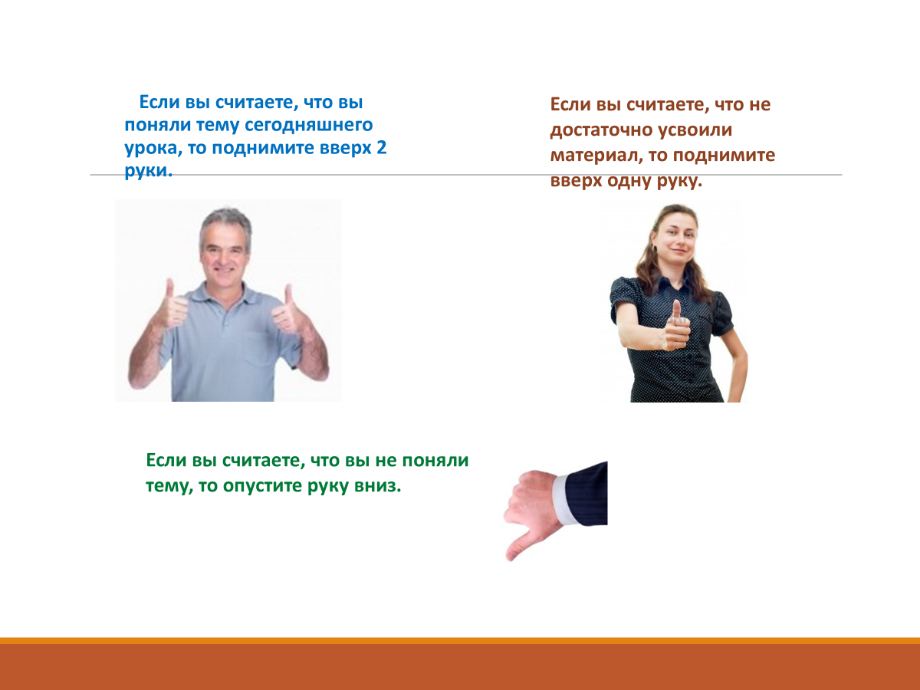 Если вы считаете, что вы
поняли тему сегодняшнего
урока, то поднимите вверх 2
руки.
Если вы считаете, что не
достаточно усвоили
материал, то поднимите
вверх одну руку.
Если вы считаете, что вы не поняли
тему, то опустите руку вниз.